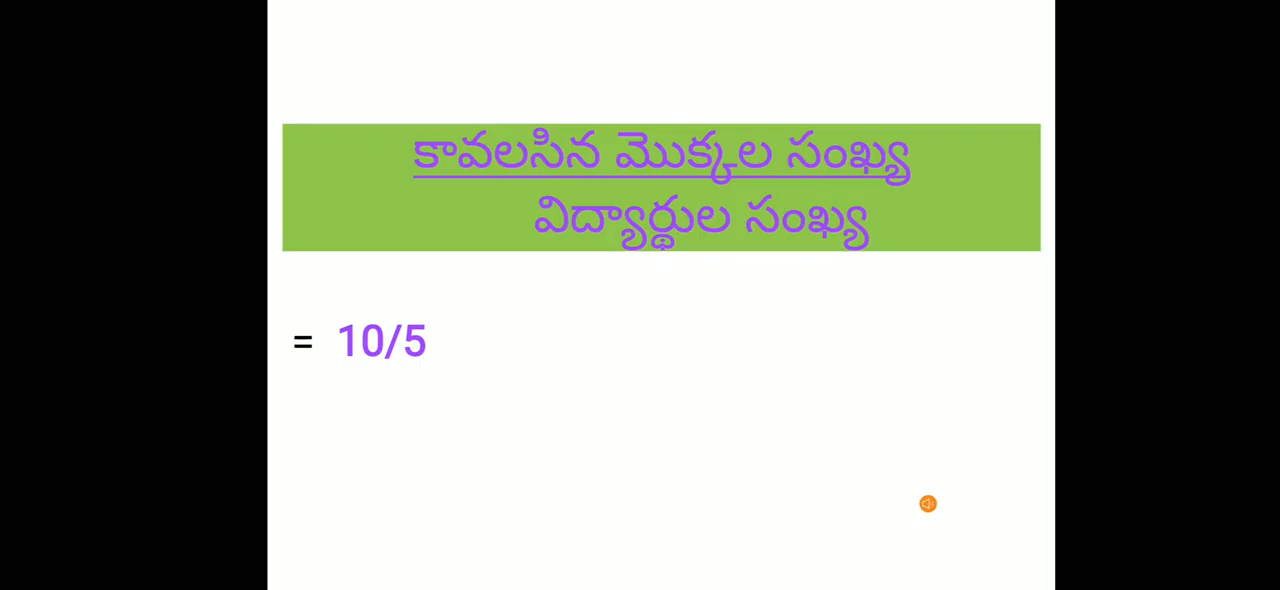 కావలసిన మొక్కల సంఖ్య
విద్యార్థుల సంఖ్య
= 10/5